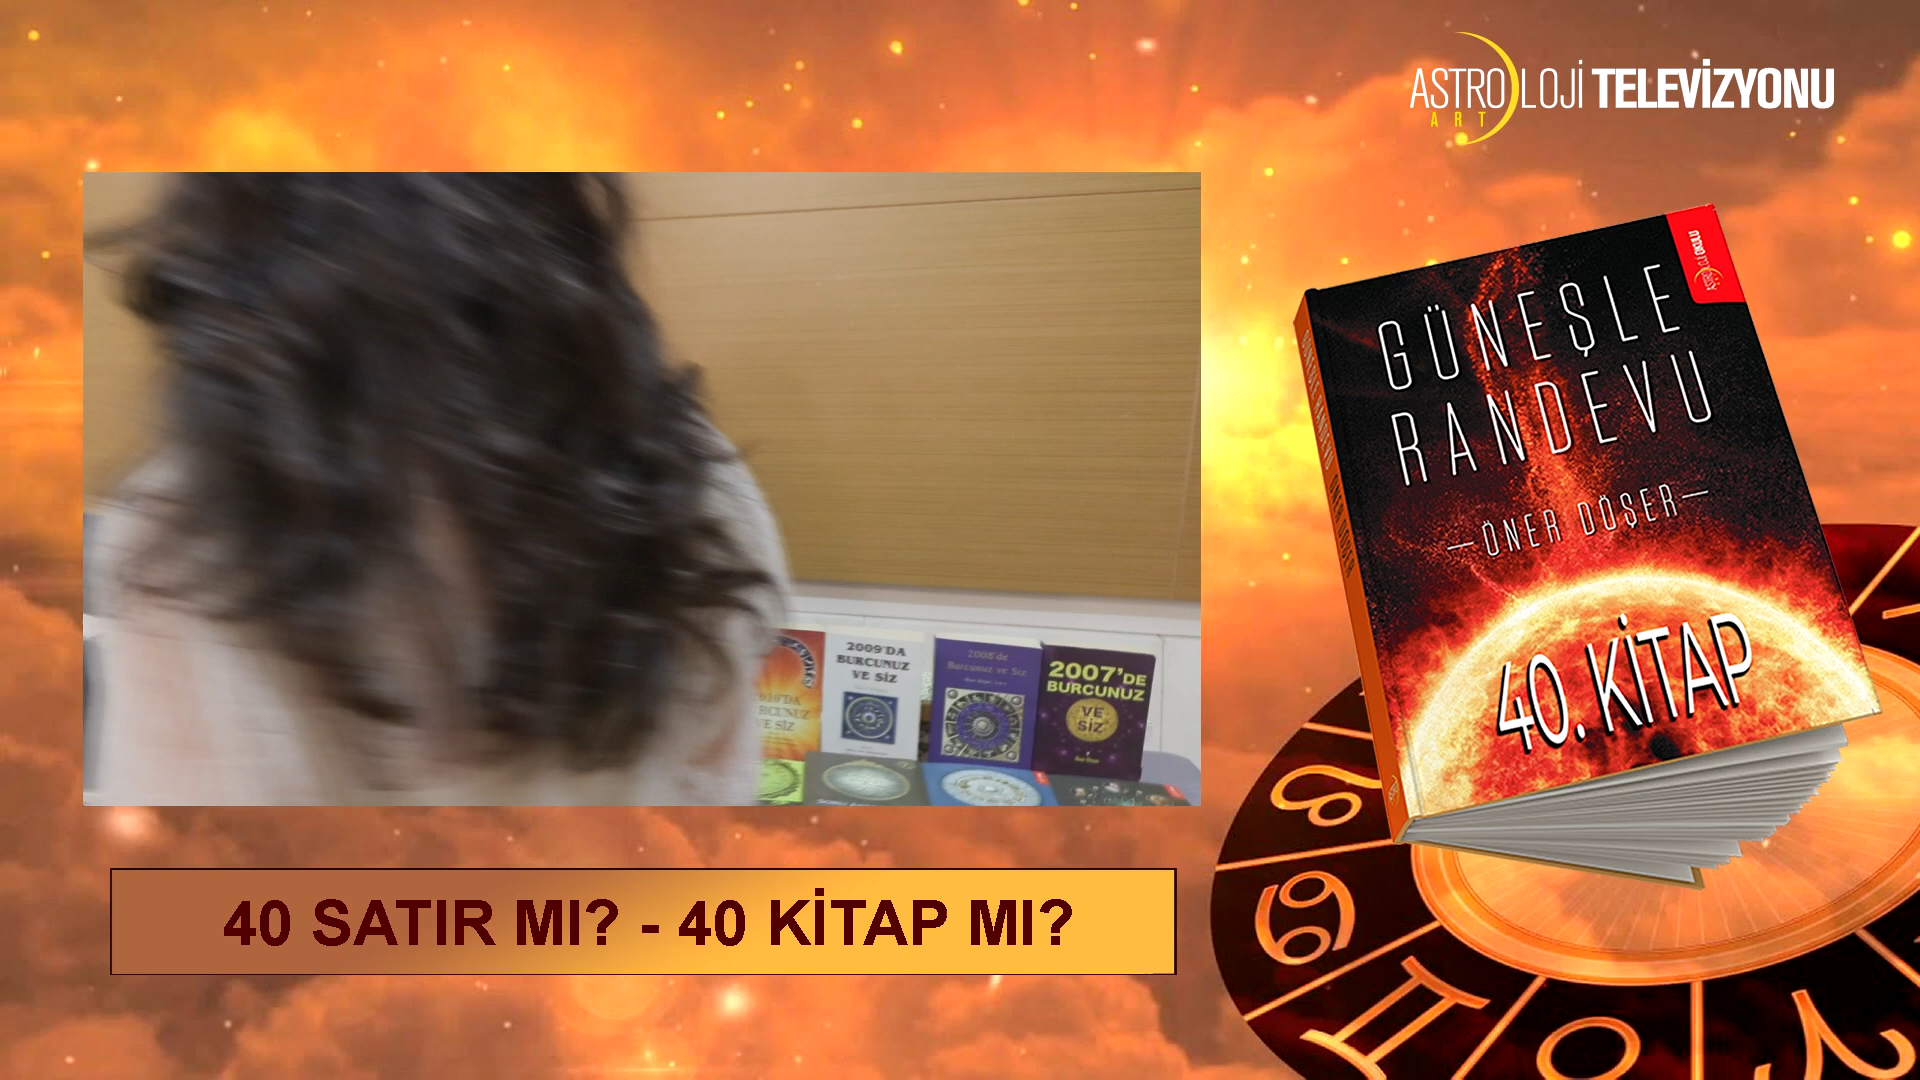 ASTROLOJİ TELEVİZYONU
ART
GÜNEŞLE
RANDEVU
—ÖNER DÖŞER—
40. KİTAP
2009'DA
BURCUNUZ
VE SİZ
2008'de
Burcunuz ve Siz
2007'DE
BURCUNUZ
VE
SİZ
40 SATIR MI? - 40 KİTAP MI?